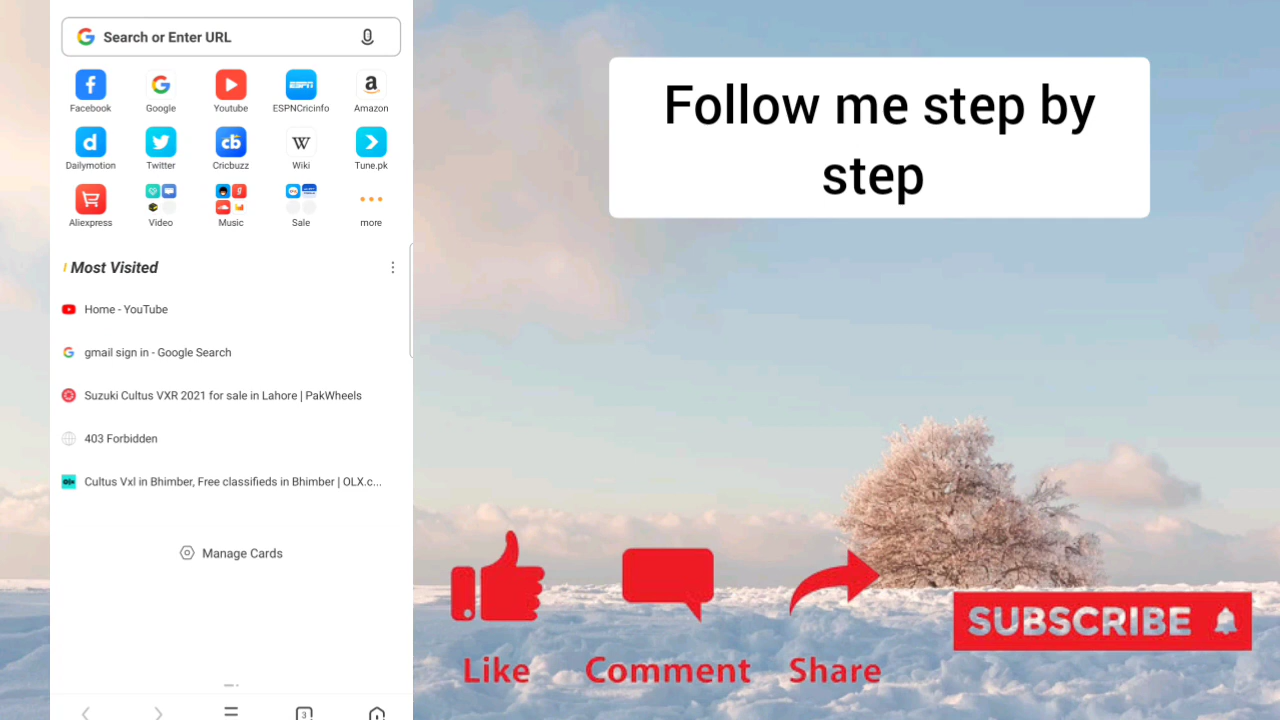 Search or Enter URL
Facebook
Google
Youtube
ESPNCricinfo
Amazon
Dailymotion
Twitter
Cricbuzz
Wiki
Tune.pk
Aliexpress
Video
Music
Sale
more
Most Visited
Home - YouTube
gmail sign in - Google Search
Suzuki Cultus VXR 2021 for sale in Lahore | PakWheels
403 Forbidden
Cultus Vxl in Bhimber, Free classifieds in Bhimber | OLX.c...
Manage Cards
3
Follow me step by
step
Like
Comment
Share
SUBSCRIBE